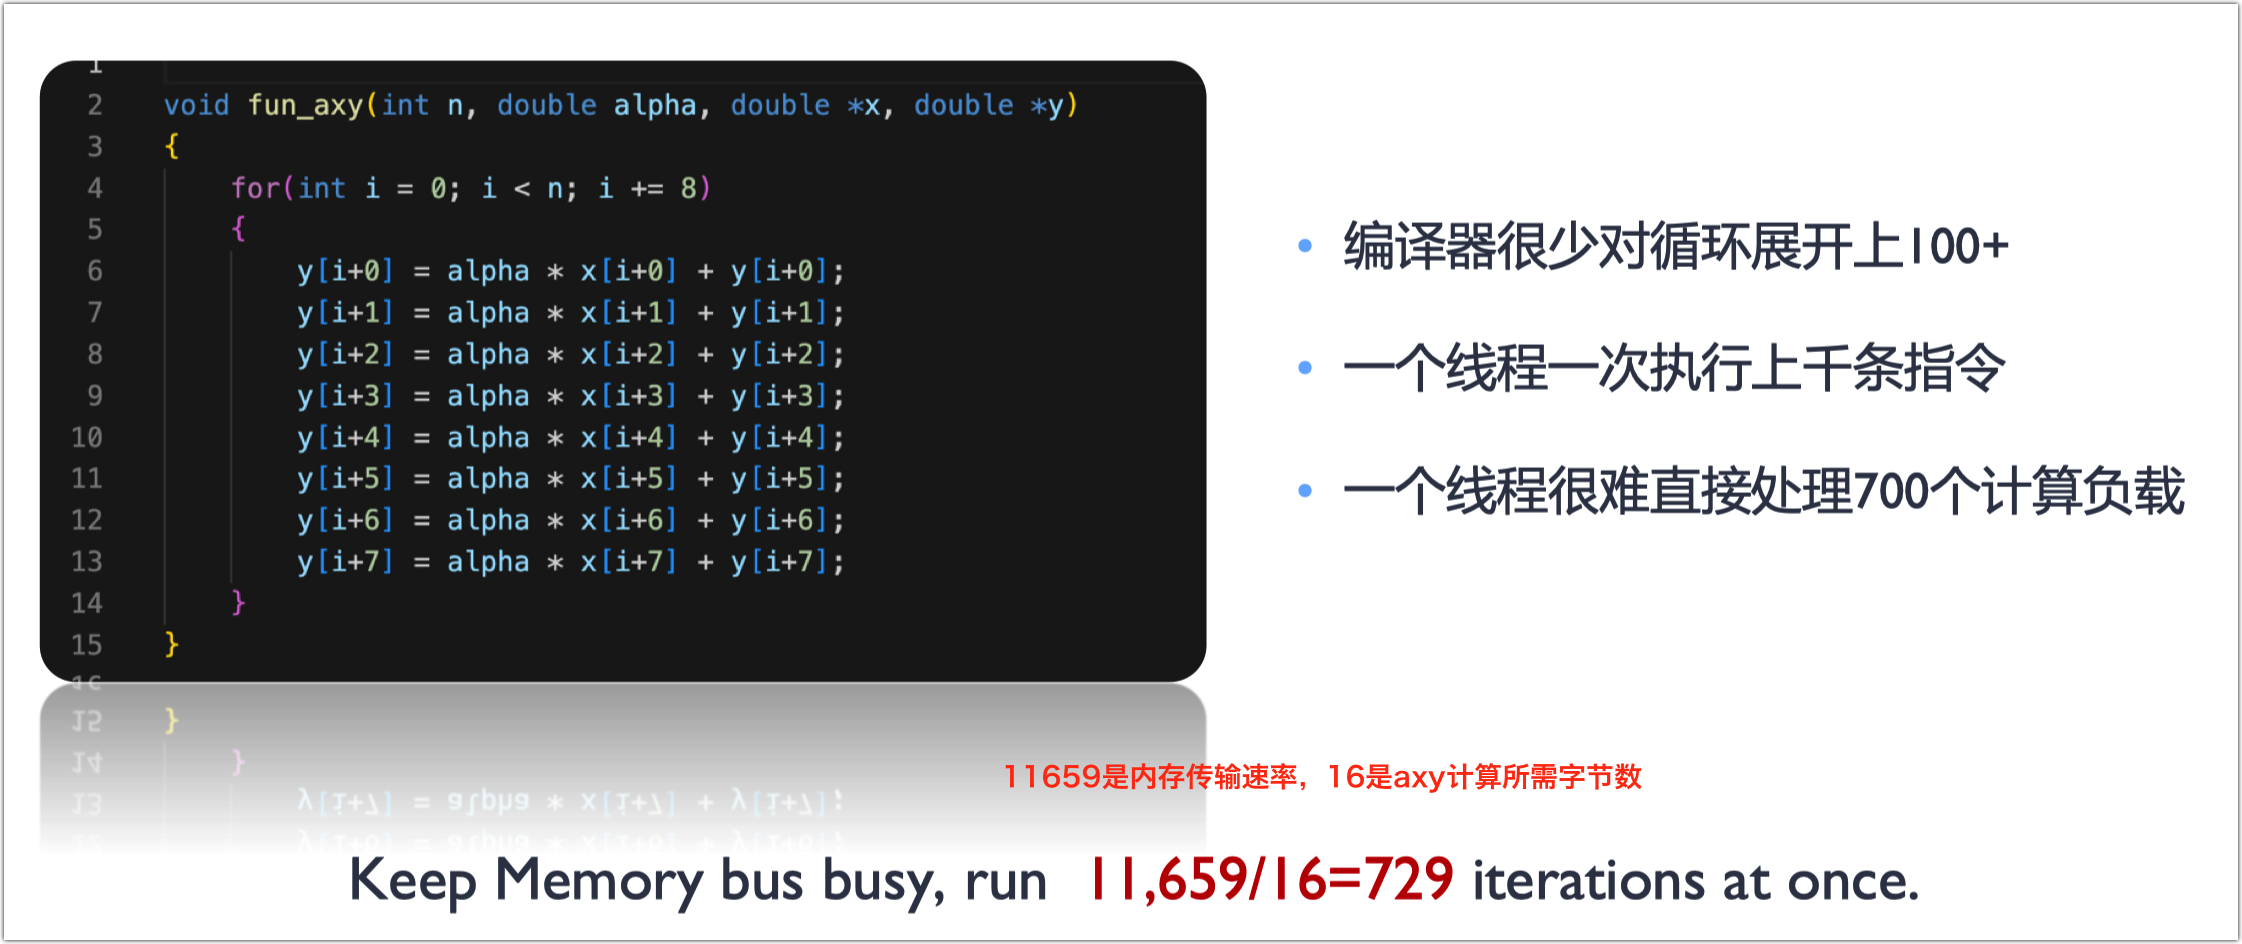 1
2 void fun_axy(int n, double alpha, double *x, double *y)
3 {
4 for(int i = 0; i < n; i += 8)
5 {
6 y[i+0] = alpha * x[i+0] + y[i+0];
7 y[i+1] = alpha * x[i+1] + y[i+1];
8 y[i+2] = alpha * x[i+2] + y[i+2];
9 y[i+3] = alpha * x[i+3] + y[i+3];
10 y[i+4] = alpha * x[i+4] + y[i+4];
11 y[i+5] = alpha * x[i+5] + y[i+5];
12 y[i+6] = alpha * x[i+6] + y[i+6];
13 y[i+7] = alpha * x[i+7] + y[i+7];
14 }
15 }
• 编译器很少对循环展开上100+
• 一个线程一次执行上千条指令
• 一个线程很难直接处理700个计算负载
11659是内存传输速率，16是axy计算所需字节数
Keep Memory bus busy, run 11,659/16=729 iterations at once.